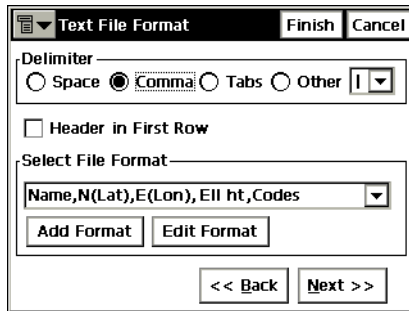 Text File Format Finish Cancel
Delimiter
Space Comma Tabs Other |
Header in First Row
Select File Format
Name,N(Lat),E(Lon), Ell ht,Codes
Add Format Edit Format
<< Back Next >>